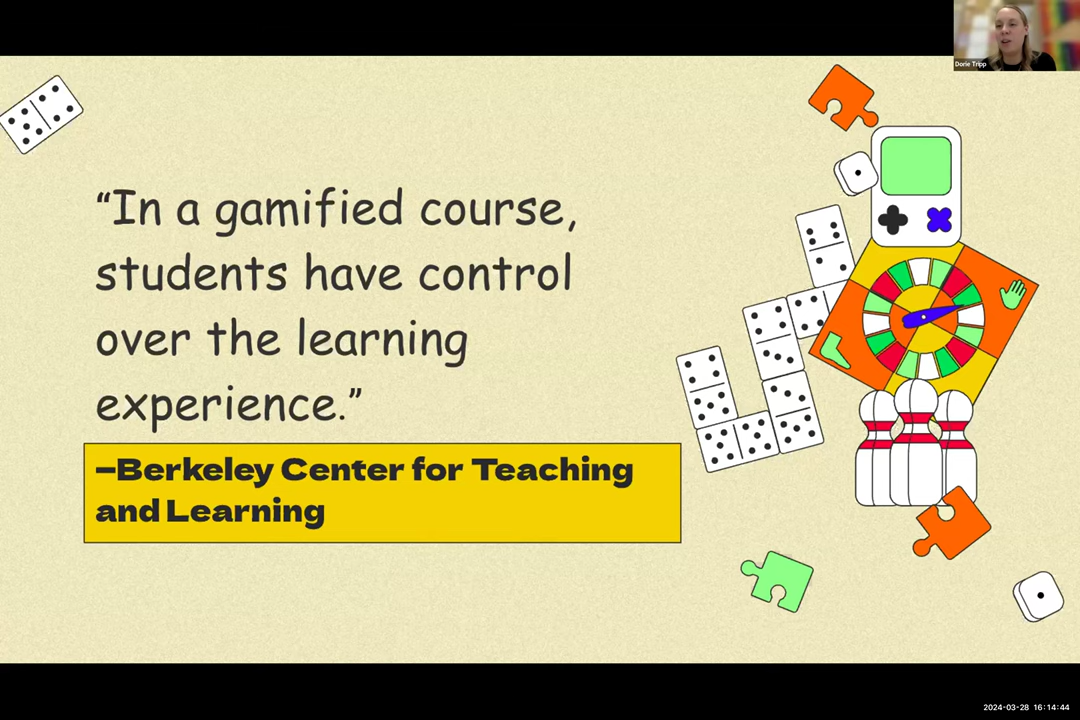 Dorie Tripp
“In a gamified course,
students have control
over the learning
experience.”
–Berkeley Center for Teaching
and Learning
2024-03-28 16:14:44